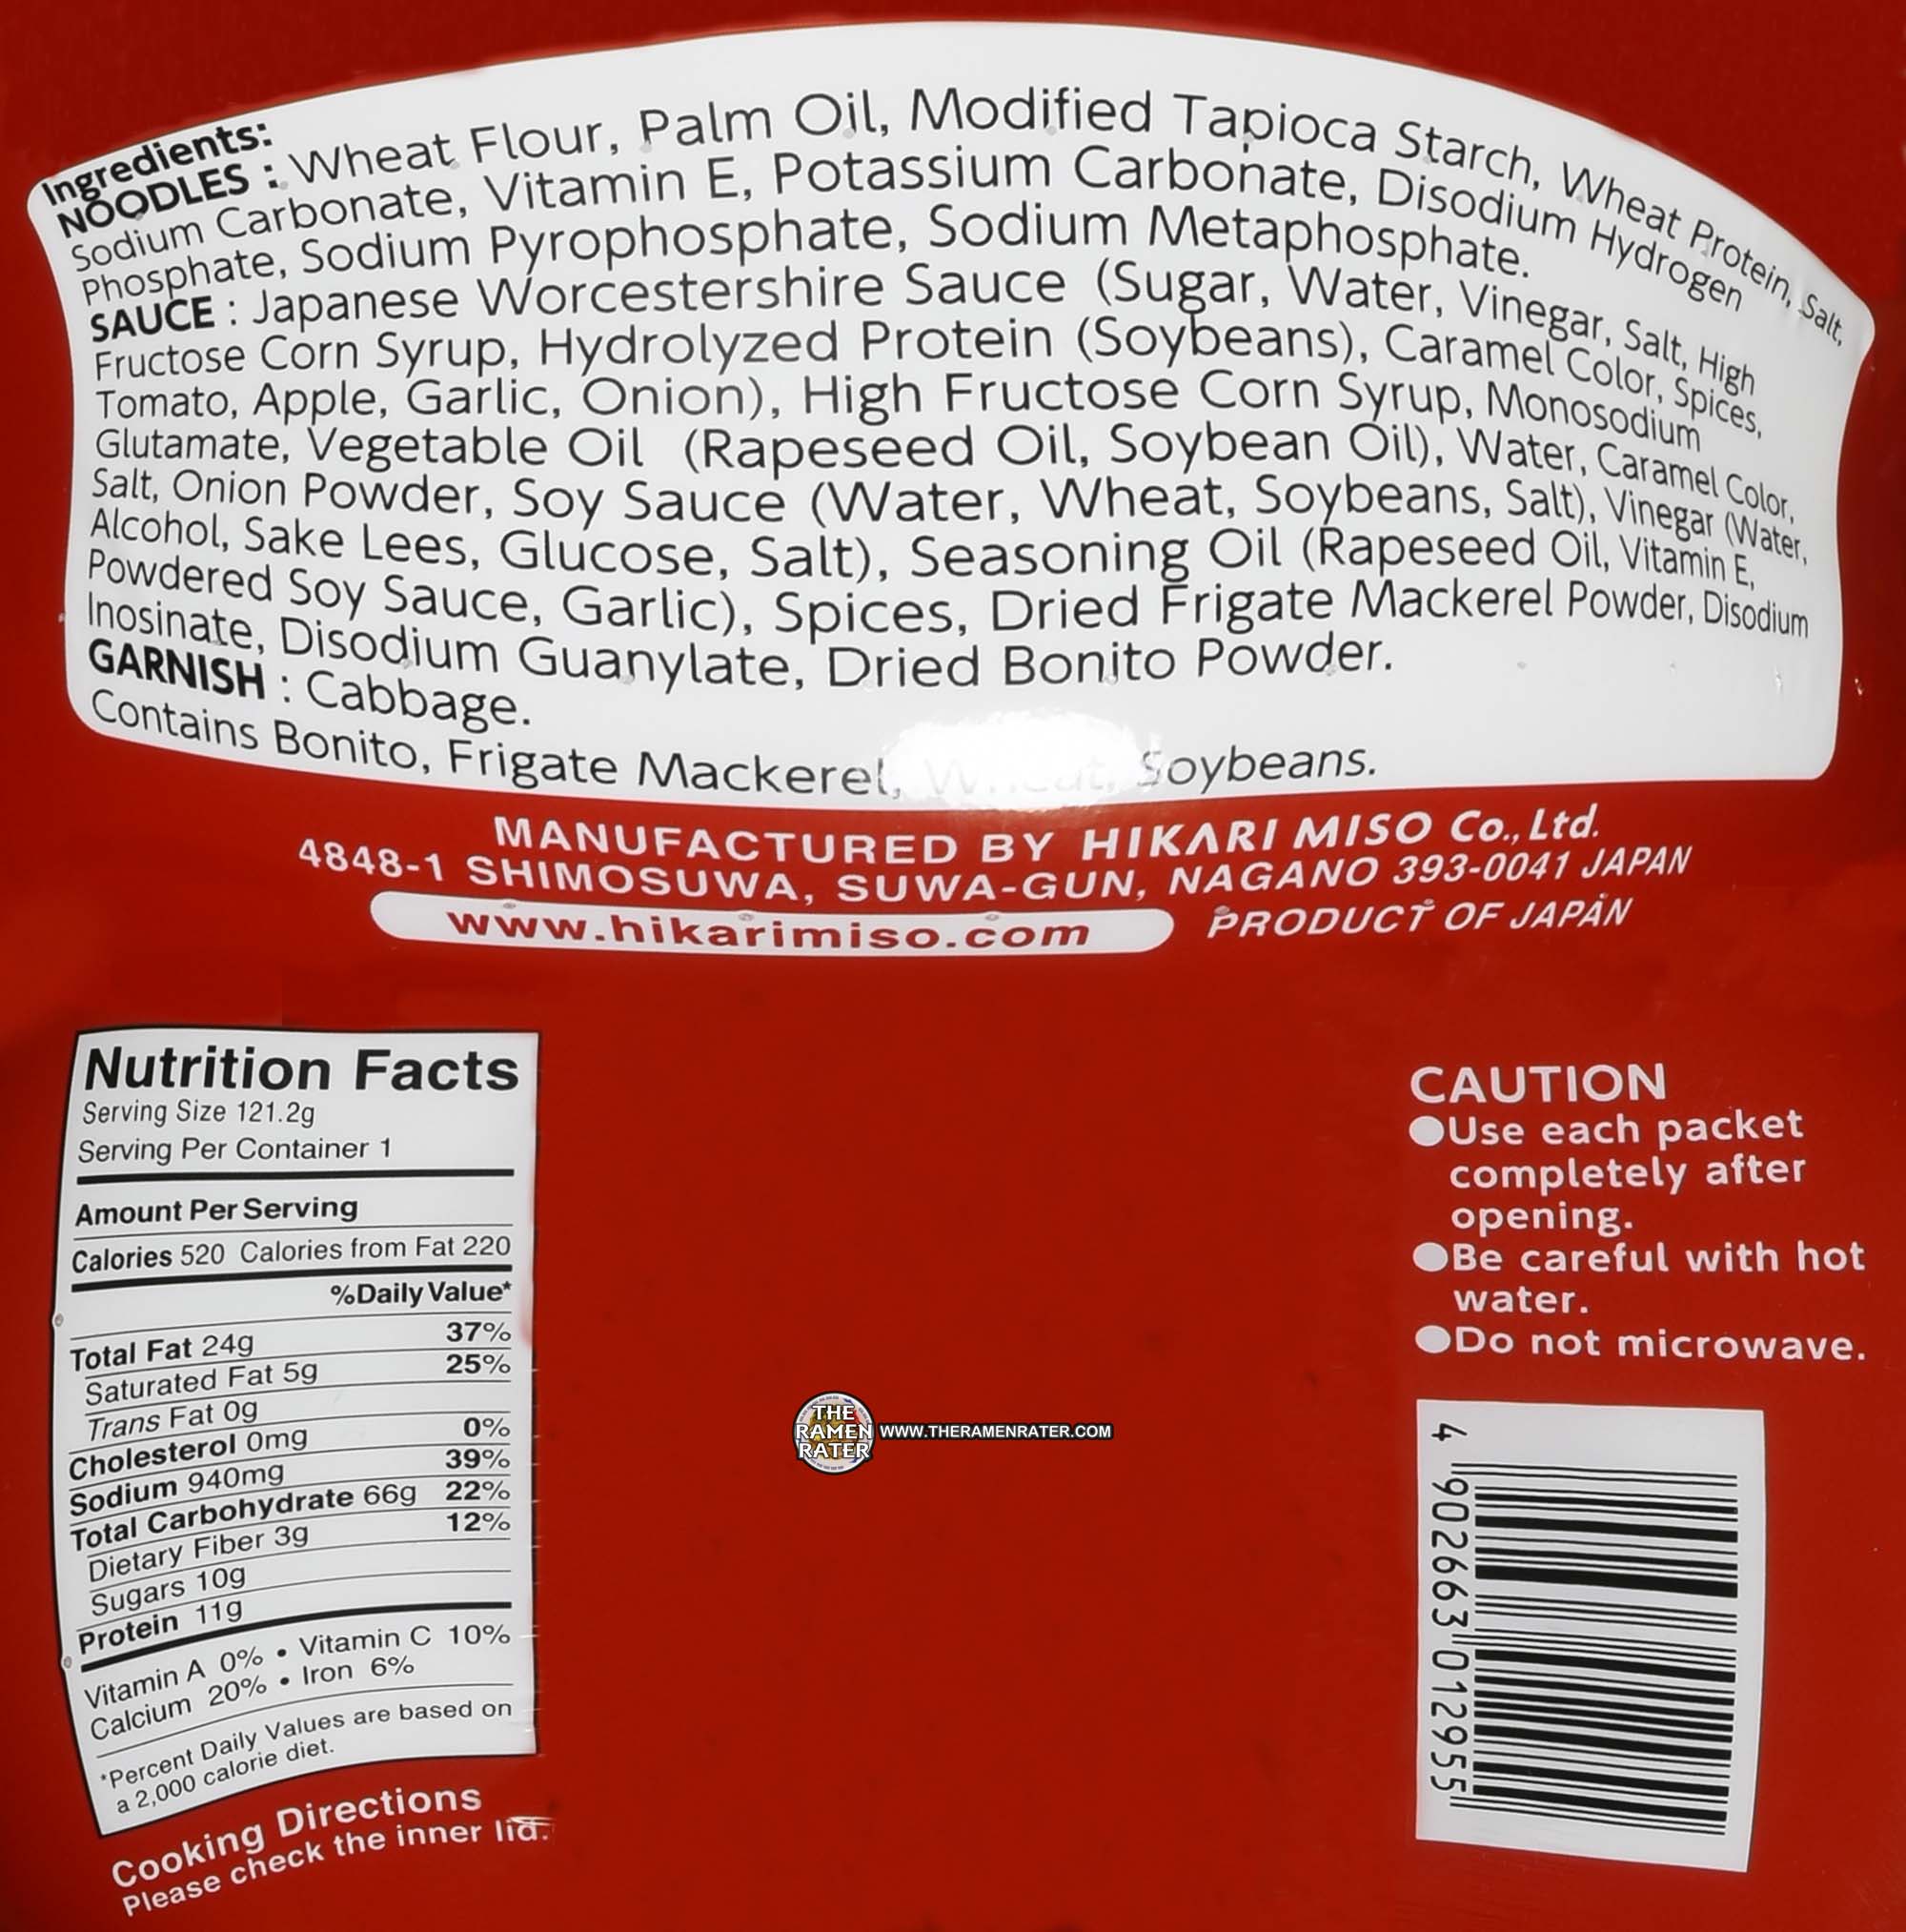 Ingredients:
NOODLES : Wheat Flour, Palm Oil, Modified Tapioca Starch, Wheat Protein, Salt,
Sodium Carbonate, Vitamin E, Potassium Carbonate, Disodium Hydrogen
Phosphate, Sodium Pyrophosphate, Sodium Metaphosphate.
SAUCE : Japanese Worcestershire Sauce (Sugar, Water, Vinegar, Salt, High
Fructose Corn Syrup, Hydrolyzed Protein (Soybeans), Caramel Color, Spices,
Tomato, Apple, Garlic, Onion), High Fructose Corn Syrup, Monosodium
Glutamate, Vegetable Oil (Rapeseed Oil, Soybean Oil), Water, Caramel Color,
Salt, Onion Powder, Soy Sauce (Water, Wheat, Soybeans, Salt), Vinegar (Water,
Alcohol, Sake Lees, Glucose, Salt), Seasoning Oil (Rapeseed Oil, Vitamin E,
Powdered Soy Sauce, Garlic), Spices, Dried Frigate Mackerel Powder, Disodium
Inosinate, Disodium Guanylate, Dried Bonito Powder.
GARNISH : Cabbage.
Contains Bonito, Frigate Mackerel, Wheat, Soybeans.
MANUFACTURED BY HIKARI MISO Co., Ltd.
4848-1 SHIMOSUWA, SUWA-GUN, NAGANO 393-0041 JAPAN
www.hikarimiso.com PRODUCT OF JAPAN
Nutrition Facts
Serving Size 121.2g
Serving Per Container 1
Amount Per Serving
Calories 520 Calories from Fat 220
%Daily Value*
Total Fat 24g 37%
Saturated Fat 5g 25%
Trans Fat 0g
Cholesterol 0mg 0%
Sodium 940mg 39%
Total Carbohydrate 66g 22%
Dietary Fiber 3g 12%
Sugars 10g
Protein 11g
Vitamin A 0% • Vitamin C 10%
Calcium 20% • Iron 6%
*Percent Daily Values are based on
a 2,000 calorie diet.
Cooking Directions
Please check the inner lid.
CAUTION
●Use each packet
completely after
opening.
●Be careful with hot
water.
●Do not microwave.
THE
RAMEN
RATER
WWW.THERAMENRATER.COM
4 902663 012955